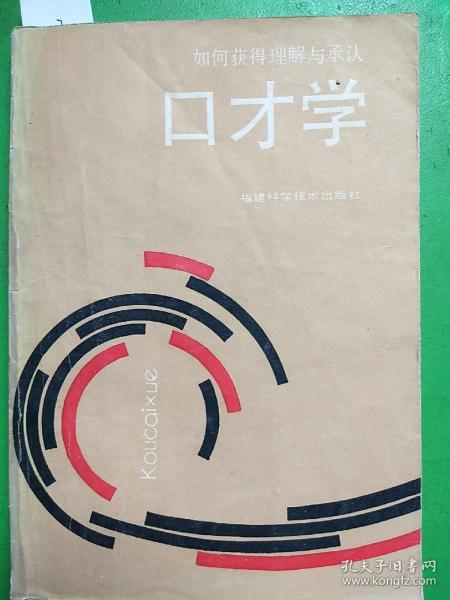 如何获得理解与承认
口才学
福建科学技术出版社
Koucaixue
孔夫子旧书网
www.kongfz.com